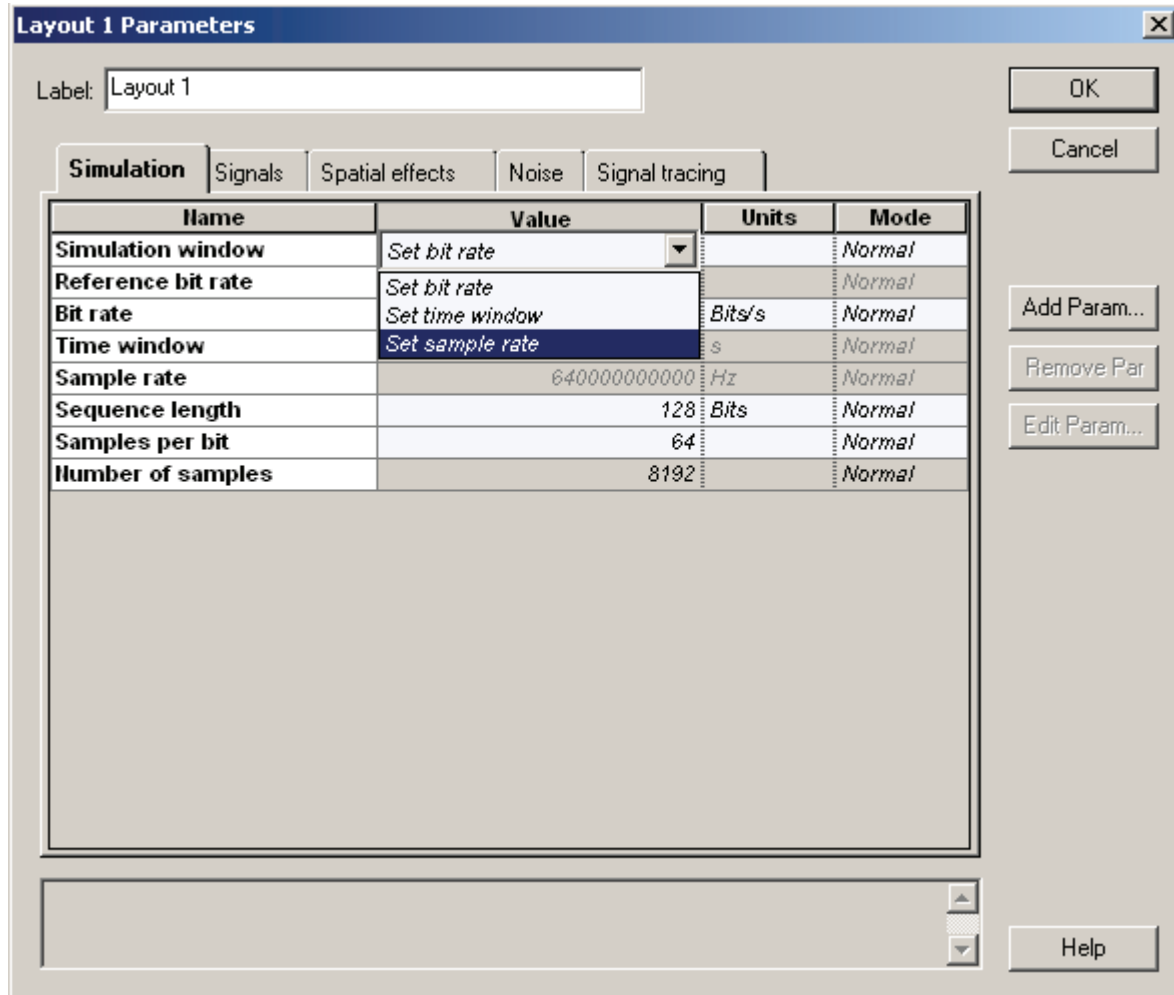 Layout 1 Parameters
Label: Layout 1
OK
Cancel
Simulation Signals Spatial effects Noise Signal tracing
Name Value Units Mode
Simulation window Set bit rate Normal
Reference bit rate Set bit rate Normal
Bit rate Set time window Bits/s Normal
Time window Set sample rate s Normal
Sample rate 640000000000 Hz Normal
Sequence length 128 Bits Normal
Samples per bit 64 Normal
Number of samples 8192 Normal
Add Param...
Remove Par
Edit Param...
Help